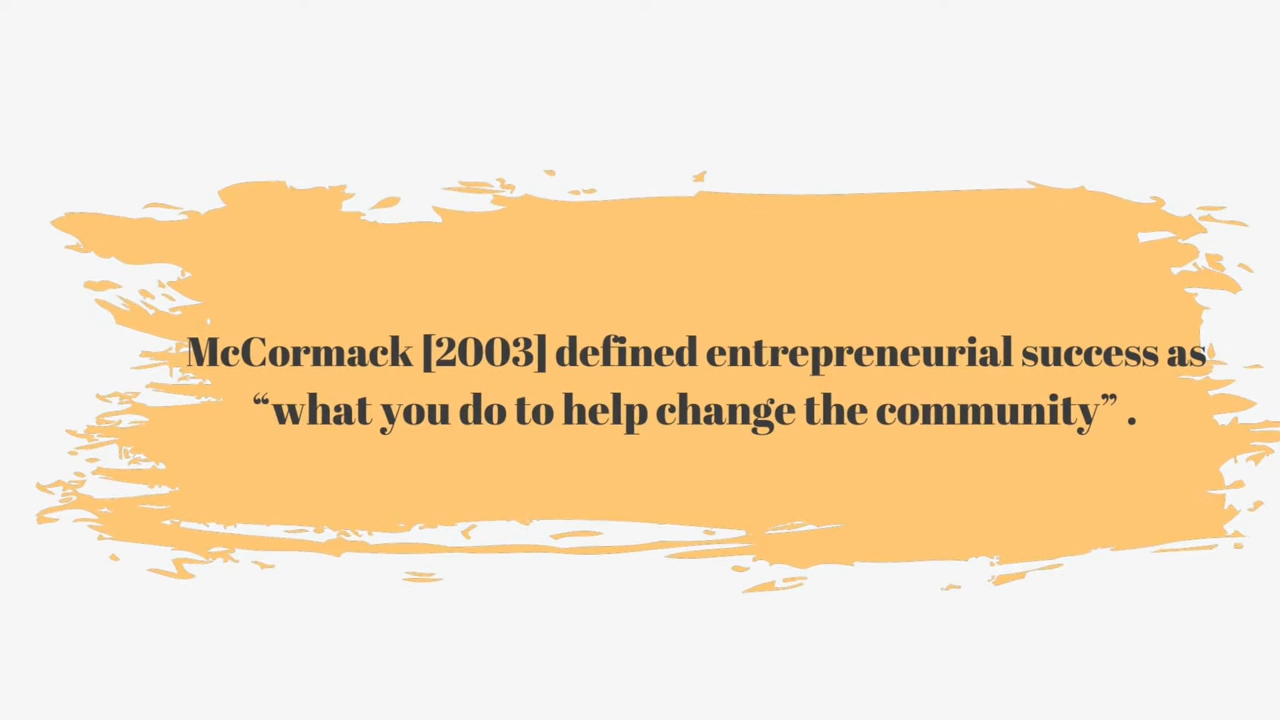 McCormack [2003] defined entrepreneurial success as
“what you do to help change the community” .